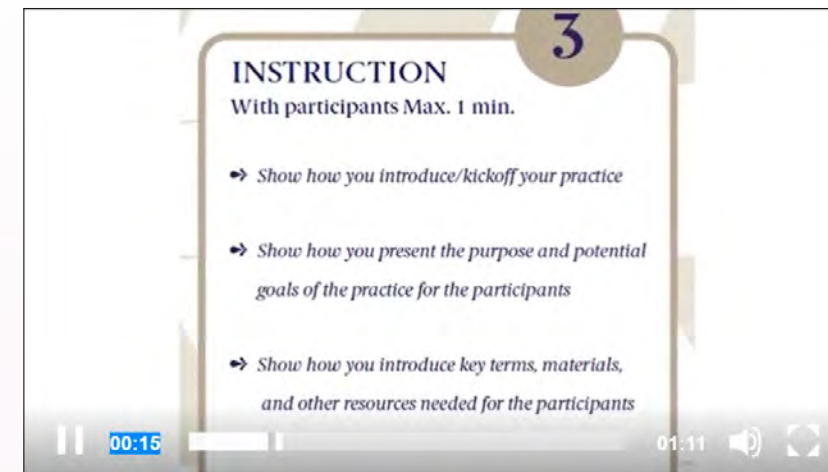 3
INSTRUCTION
With participants Max. 1 min.
➺ Show how you introduce/kickoff your practice
➺ Show how you present the purpose and potential
goals of the practice for the participants
➺ Show how you introduce key terms, materials,
and other resources needed for the participants
00:15 01:11